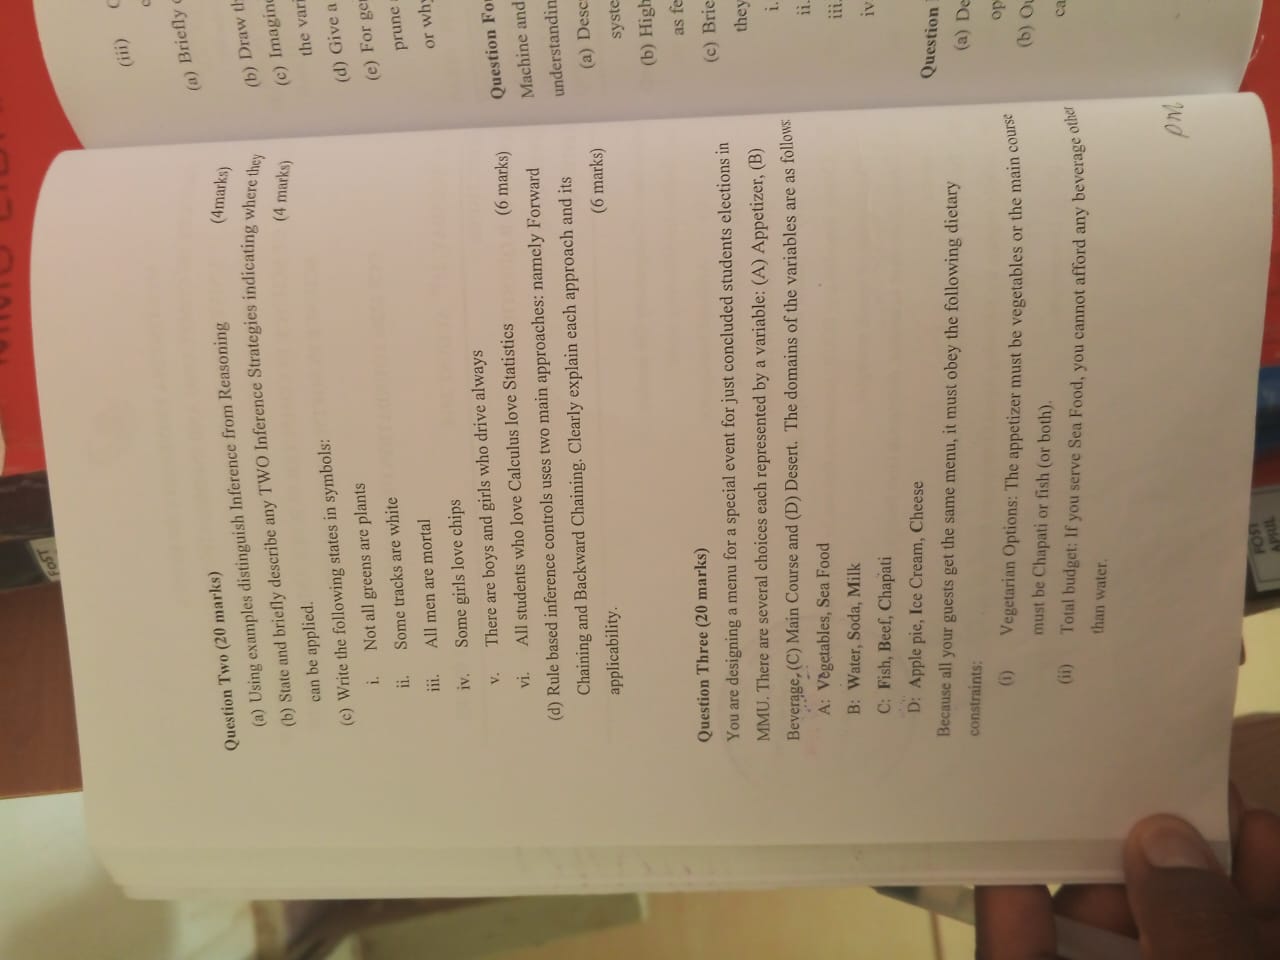 FOST
Question Two (20 marks)
(a) Using examples distinguish Inference from Reasoning (4marks)
(b) State and briefly describe any TWO Inference Strategies indicating where they
can be applied. (4 marks)
(c) Write the following states in symbols:
i. Not all greens are plants
ii. Some tracks are white
iii. All men are mortal
iv. Some girls love chips
v. There are boys and girls who drive always
vi. All students who love Calculus love Statistics (6 marks)
(d) Rule based inference controls uses two main approaches: namely Forward
Chaining and Backward Chaining. Clearly explain each approach and its
applicability. (6 marks)
Question Three (20 marks)
You are designing a menu for a special event for just concluded students elections in
MMU. There are several choices each represented by a variable: (A) Appetizer, (B)
Beverage, (C) Main Course and (D) Desert. The domains of the variables are as follows:
A: Vegetables, Sea Food
B: Water, Soda, Milk
C: Fish, Beef, Chapati
D: Apple pie, Ice Cream, Cheese
Because all your guests get the same menu, it must obey the following dietary
constraints:
(i) Vegetarian Options: The appetizer must be vegetables or the main course
must be Chapati or fish (or both).
(ii) Total budget: If you serve Sea Food, you cannot afford any beverage other
than water.
PM
FOST
APRIL
(iii)
(a) Briefly
(b) Draw th
(c) Imagine
the vari
(d) Give a
(e) For ge
prune
or why
Question Fo
Machine and
understandin
(a) Desc
syste
(b) High
as fe
(c) Brie
they
i.
ii.
iii.
iv
Question
(a) De
op
(b) Ou
ca